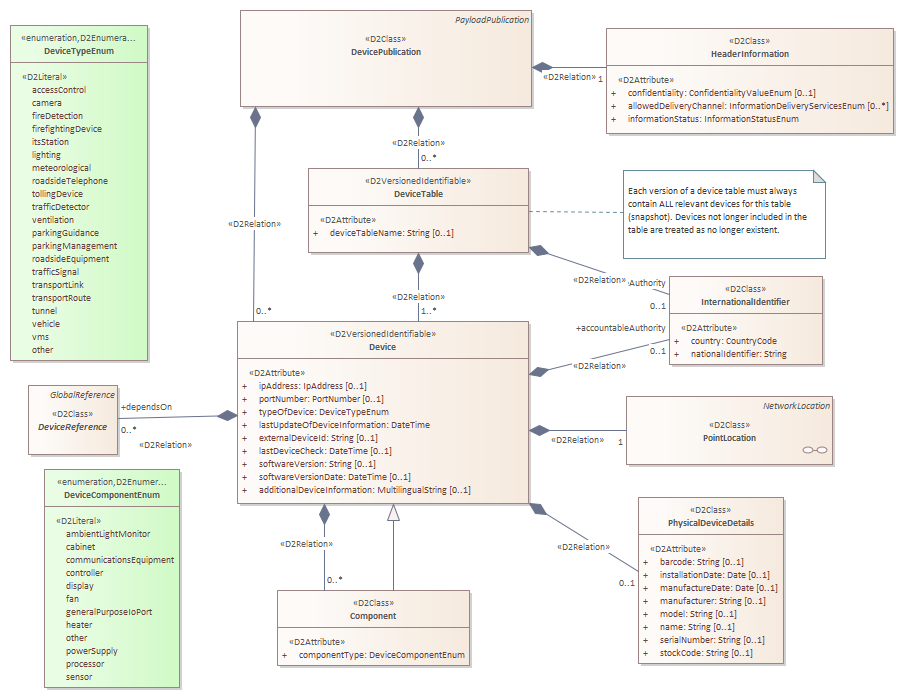 «enumeration,D2Enumera...
DeviceTypeEnum
«D2Literal»
accessControl
camera
fireDetection
firefightingDevice
itsStation
lighting
meteorological
roadsideTelephone
tollingDevice
trafficDetector
ventilation
parkingGuidance
parkingManagement
roadsideEquipment
trafficSignal
transportLink
transportRoute
tunnel
vehicle
vms
other
PayloadPublication
«D2Class»
DevicePublication
«D2Relation» 1
«D2Class»
HeaderInformation
«D2Attribute»
+ confidentiality: ConfidentialityValueEnum [0..1]
+ allowedDeliveryChannel: InformationDeliveryServicesEnum [0..*]
+ informationStatus: InformationStatusEnum
«D2Relation»
0..*
«D2VersionedIdentifiable»
DeviceTable
«D2Attribute»
+ deviceTableName: String [0..1]
Each version of a device table must always
contain ALL relevant devices for this table
(snapshot). Devices not longer included in the
table are treated as no longer existent.
«D2Relation»
0..*
«D2Relation»
1..*
«D2Relation»
:Authority
0..1
«D2Class»
InternationalIdentifier
«D2Attribute»
+ country: CountryCode
+ nationalIdentifier: String
+accountableAuthority
0..1
«D2Relation»
«D2VersionedIdentifiable»
Device
«D2Attribute»
+ ipAddress: IpAddress [0..1]
+ portNumber: PortNumber [0..1]
+ typeOfDevice: DeviceTypeEnum
+ lastUpdateOfDeviceInformation: DateTime
+ externalDeviceId: String [0..1]
+ lastDeviceCheck: DateTime [0..1]
+ softwareVersion: String [0..1]
+ softwareVersionDate: DateTime [0..1]
+ additionalDeviceInformation: MultilingualString [0..1]
GlobalReference
«D2Class»
DeviceReference
+dependsOn
0..*
«D2Relation»
NetworkLocation
«D2Class»
PointLocation
«D2Relation»
1
«enumeration,D2Enumer...
DeviceComponentEnum
«D2Literal»
ambientLightMonitor
cabinet
communicationsEquipment
controller
display
fan
generalPurposeIoPort
heater
other
powerSupply
processor
sensor
«D2Relation»
0..*
«D2Class»
Component
«D2Attribute»
+ componentType: DeviceComponentEnum
«D2Relation»
0..1
«D2Class»
PhysicalDeviceDetails
«D2Attribute»
+ barcode: String [0..1]
+ installationDate: Date [0..1]
+ manufactureDate: Date [0..1]
+ manufacturer: String [0..1]
+ model: String [0..1]
+ name: String [0..1]
+ serialNumber: String [0..1]
+ stockCode: String [0..1]